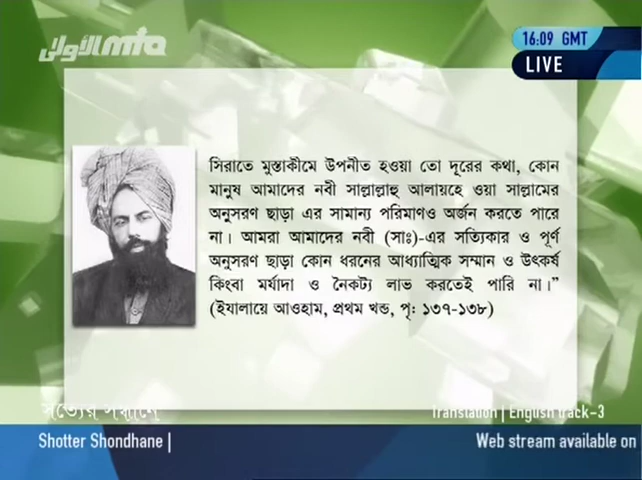 الأولى mta
16:09 GMT
LIVE
সিরাতে মুস্তাকীমে উপনীত হওয়া তো দূরের কথা, কোন
মানুষ আমাদের নবী সাল্লাল্লাহু আলায়হে ওয়া সাল্লামের
অনুসরণ ছাড়া এর সামান্য পরিমাণও অর্জন করতে পারে
না। আমরা আমাদের নবী (সাঃ)-এর সত্যিকার ও পূর্ণ
অনুসরণ ছাড়া কোন ধরনের আধ্যাত্মিক সম্মান ও উৎকর্ষ
কিংবা মর্যাদা ও নৈকট্য লাভ করতেই পারি না।”
(ইযালায়ে আওহাম, প্রথম খন্ড, পৃঃ ১৩৭-১৩৮)
সত্যের সন্ধানে
Translation | English track-3
Shotter Shondhane |
Web stream available on